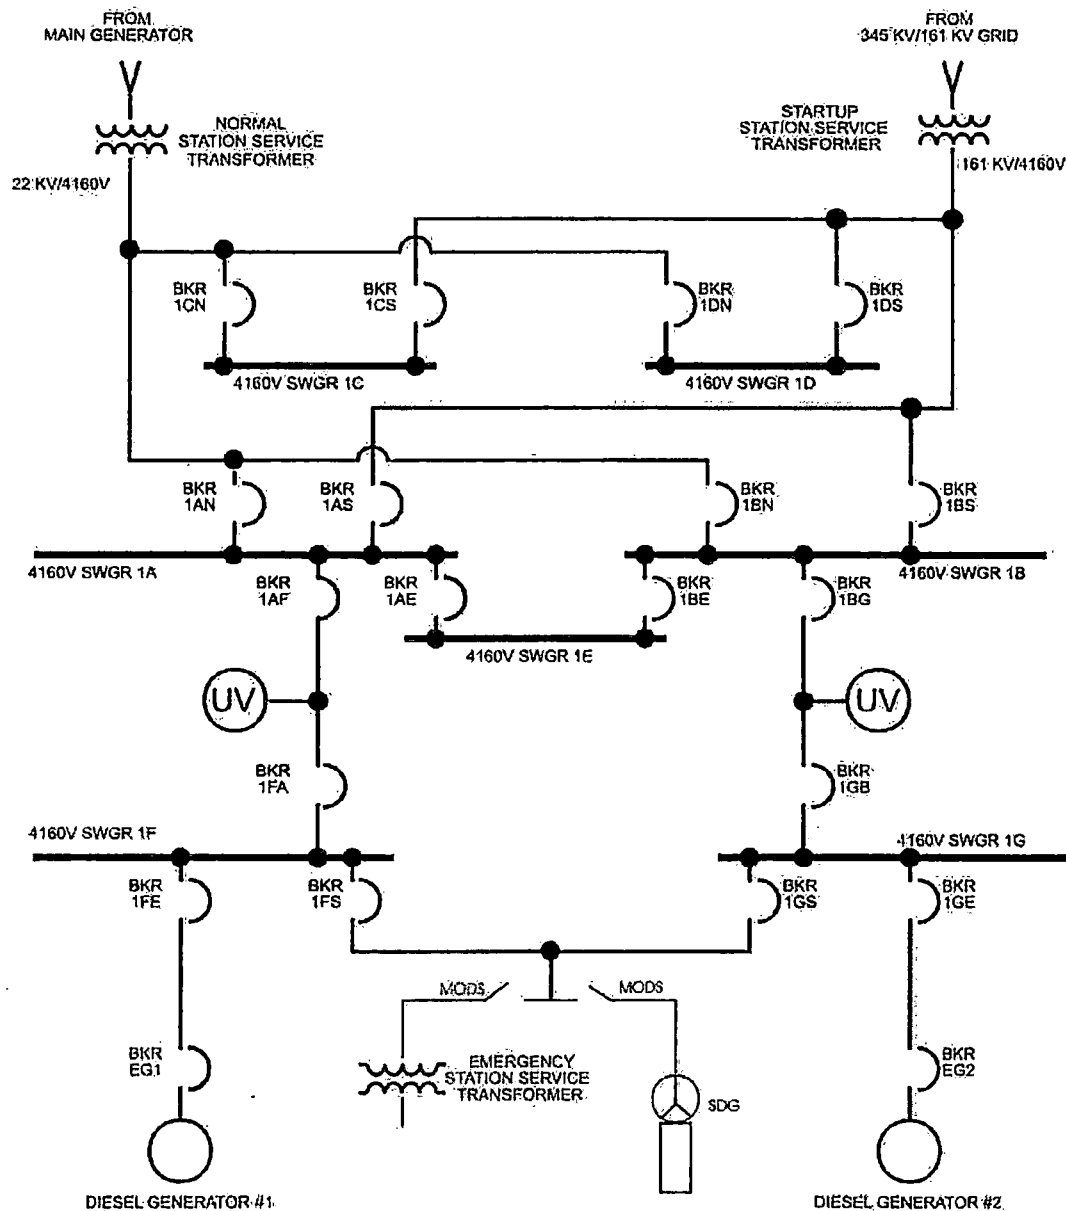 FROM
MAIN GENERATOR
FROM
345 KV/161 KV GRID
NORMAL
STATION SERVICE
TRANSFORMER
STARTUP
STATION SERVICE
TRANSFORMER
22 KV/4160V
161 KV/4160V
BKR
1CN
BKR
1CS
BKR
1DN
BKR
1DS
4160V SWGR 1C
4160V SWGR 1D
BKR
1AN
BKR
1AS
BKR
1BN
BKR
1BS
4160V SWGR 1A
4160V SWGR 1B
BKR
1AF
BKR
1AE
BKR
1BE
BKR
1BG
4160V SWGR 1E
UV
UV
BKR
1FA
BKR
1GB
4160V SWGR 1F
4160V SWGR 1G
BKR
1FE
BKR
1FS
BKR
1GS
BKR
1GE
MODS
MODS
BKR
EG1
EMERGENCY
STATION SERVICE
TRANSFORMER
SDG
BKR
EG2
DIESEL GENERATOR #1
DIESEL GENERATOR #2